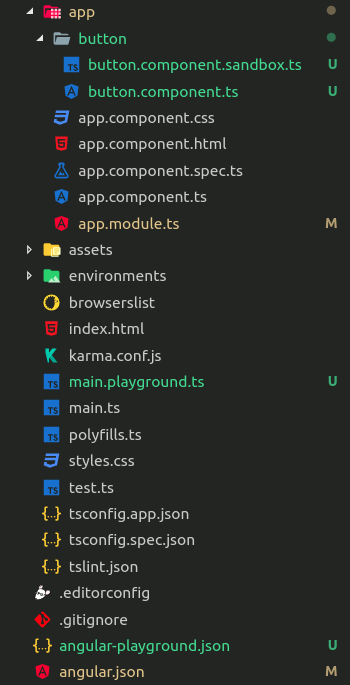 app
button
button.component.sandbox.ts U
button.component.ts U
app.component.css
app.component.html
app.component.spec.ts
app.component.ts
app.module.ts M
assets
environments
browserslist
index.html
karma.conf.js
main.playground.ts U
main.ts
polyfills.ts
styles.css
test.ts
tsconfig.app.json
tsconfig.spec.json
tslint.json
.editorconfig
.gitignore
angular-playground.json U
angular.json M